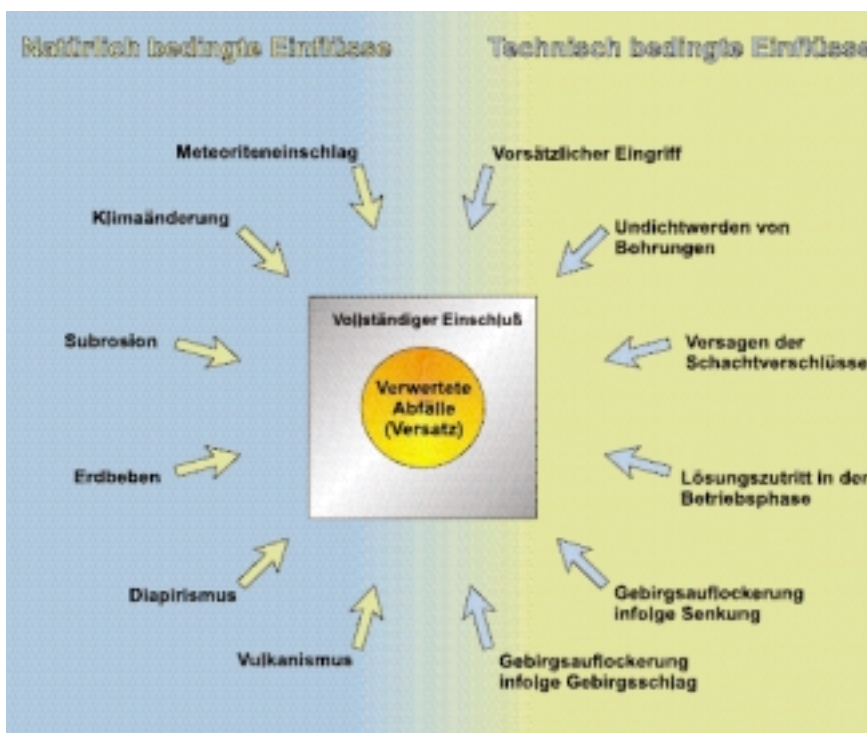 Natürlich bedingte Einflüsse
Technisch bedingte Einflüsse
Meteoriteneinschlag
Klimaänderung
Subrosion
Erdbeben
Diapirismus
Vulkanismus
Vollständiger Einschluß
Verwertete
Abfälle
(Versatz)
Vorsätzlicher Eingriff
Undichtwerden von
Bohrungen
Versagen der
Schachtverschlüsse
Lösungszutritt in der
Betriebsphase
Gebirgsauflockerung
infolge Senkung
Gebirgsauflockerung
infolge Gebirgsschlag